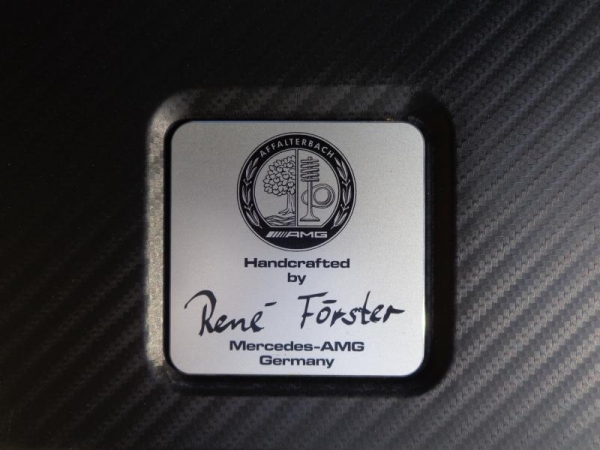 AFFALTERBACH
AMG
Handcrafted
by
René Förster
Mercedes-AMG
Germany